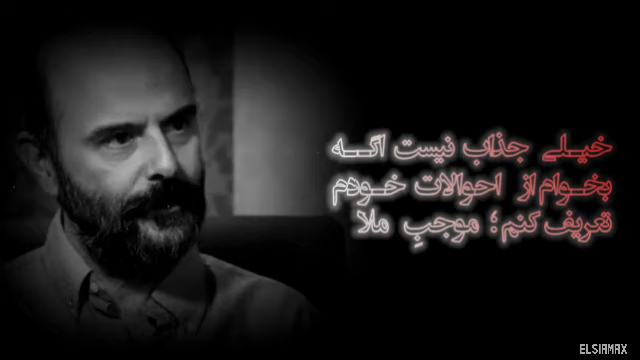 خیلی جذاب نیست اگه
بخوام از احوالات خودم
تعریف کنم؛ موجبِ ملا
ELSIAMAX